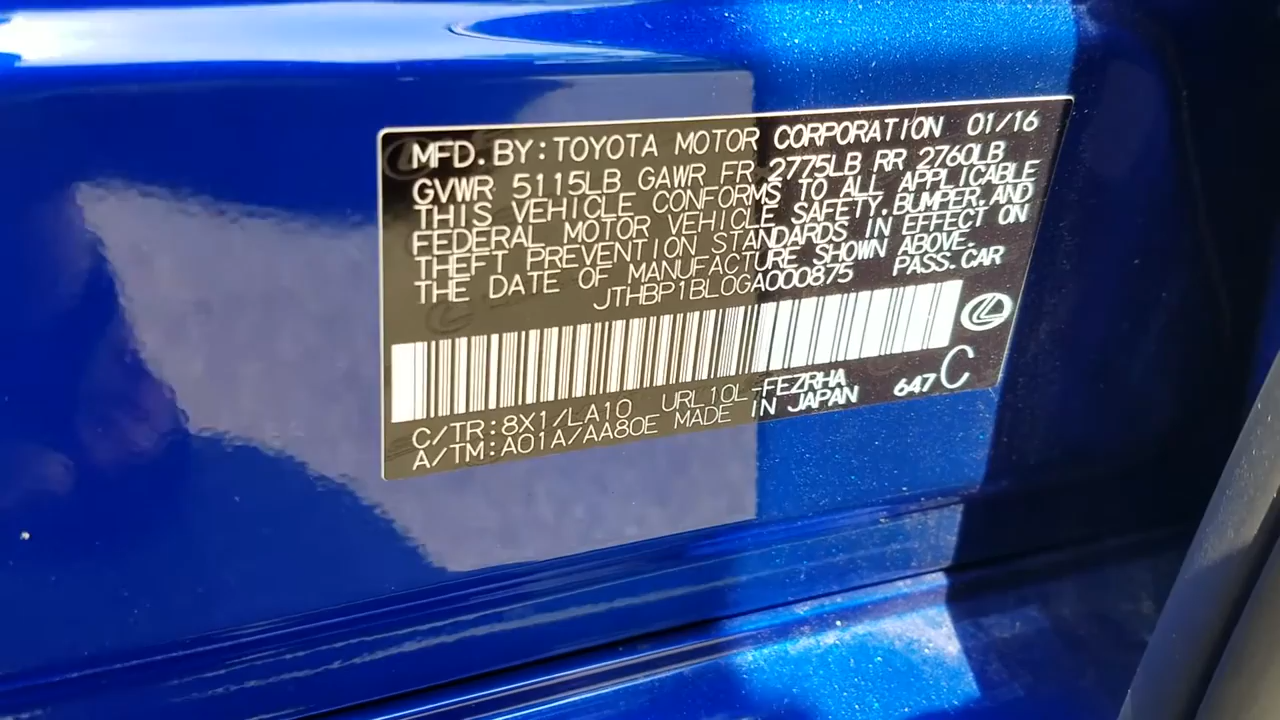 MFD. BY: TOYOTA MOTOR CORPORATION 01/16
GVWR 5115LB GAWR FR 2775LB RR 2760LB
THIS VEHICLE CONFORMS TO ALL APPLICABLE
FEDERAL MOTOR VEHICLE SAFETY, BUMPER, AND
THEFT PREVENTION STANDARDS IN EFFECT ON
THE DATE OF MANUFACTURE SHOWN ABOVE.
JTHBP1BL0GA000875 PASS. CAR
C/TR: 8X1/LA10 URL10L-FEZRHA
A/TM: A01A/AA80E MADE IN JAPAN 647 C